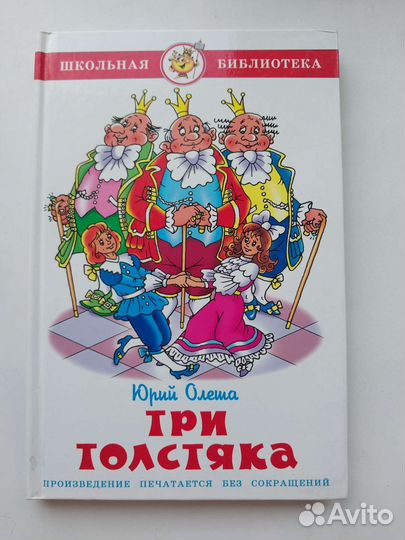 ШКОЛЬНАЯ БИБЛИОТЕКА
Юрий Олеша
ТРИ
ТОЛСТЯКА
ПРОИЗВЕДЕНИЕ ПЕЧАТАЕТСЯ БЕЗ СОКРАЩЕНИЙ
Avito